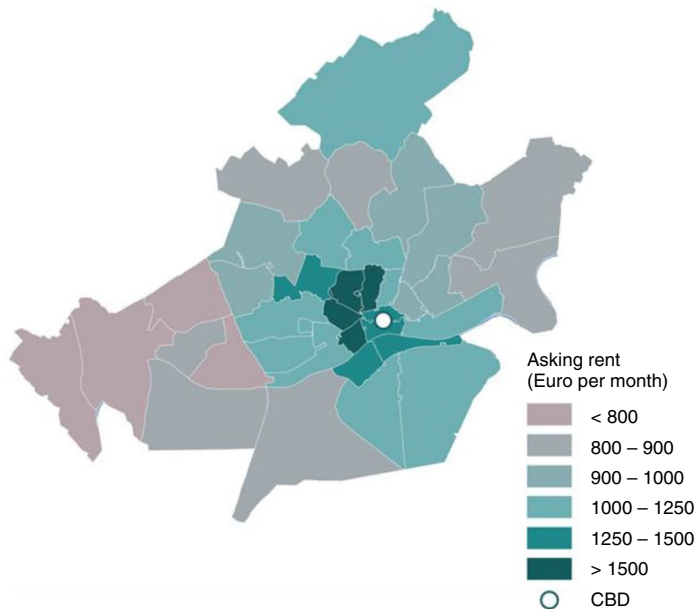 Asking rent
(Euro per month)
< 800
800 – 900
900 – 1000
1000 – 1250
1250 – 1500
> 1500
CBD